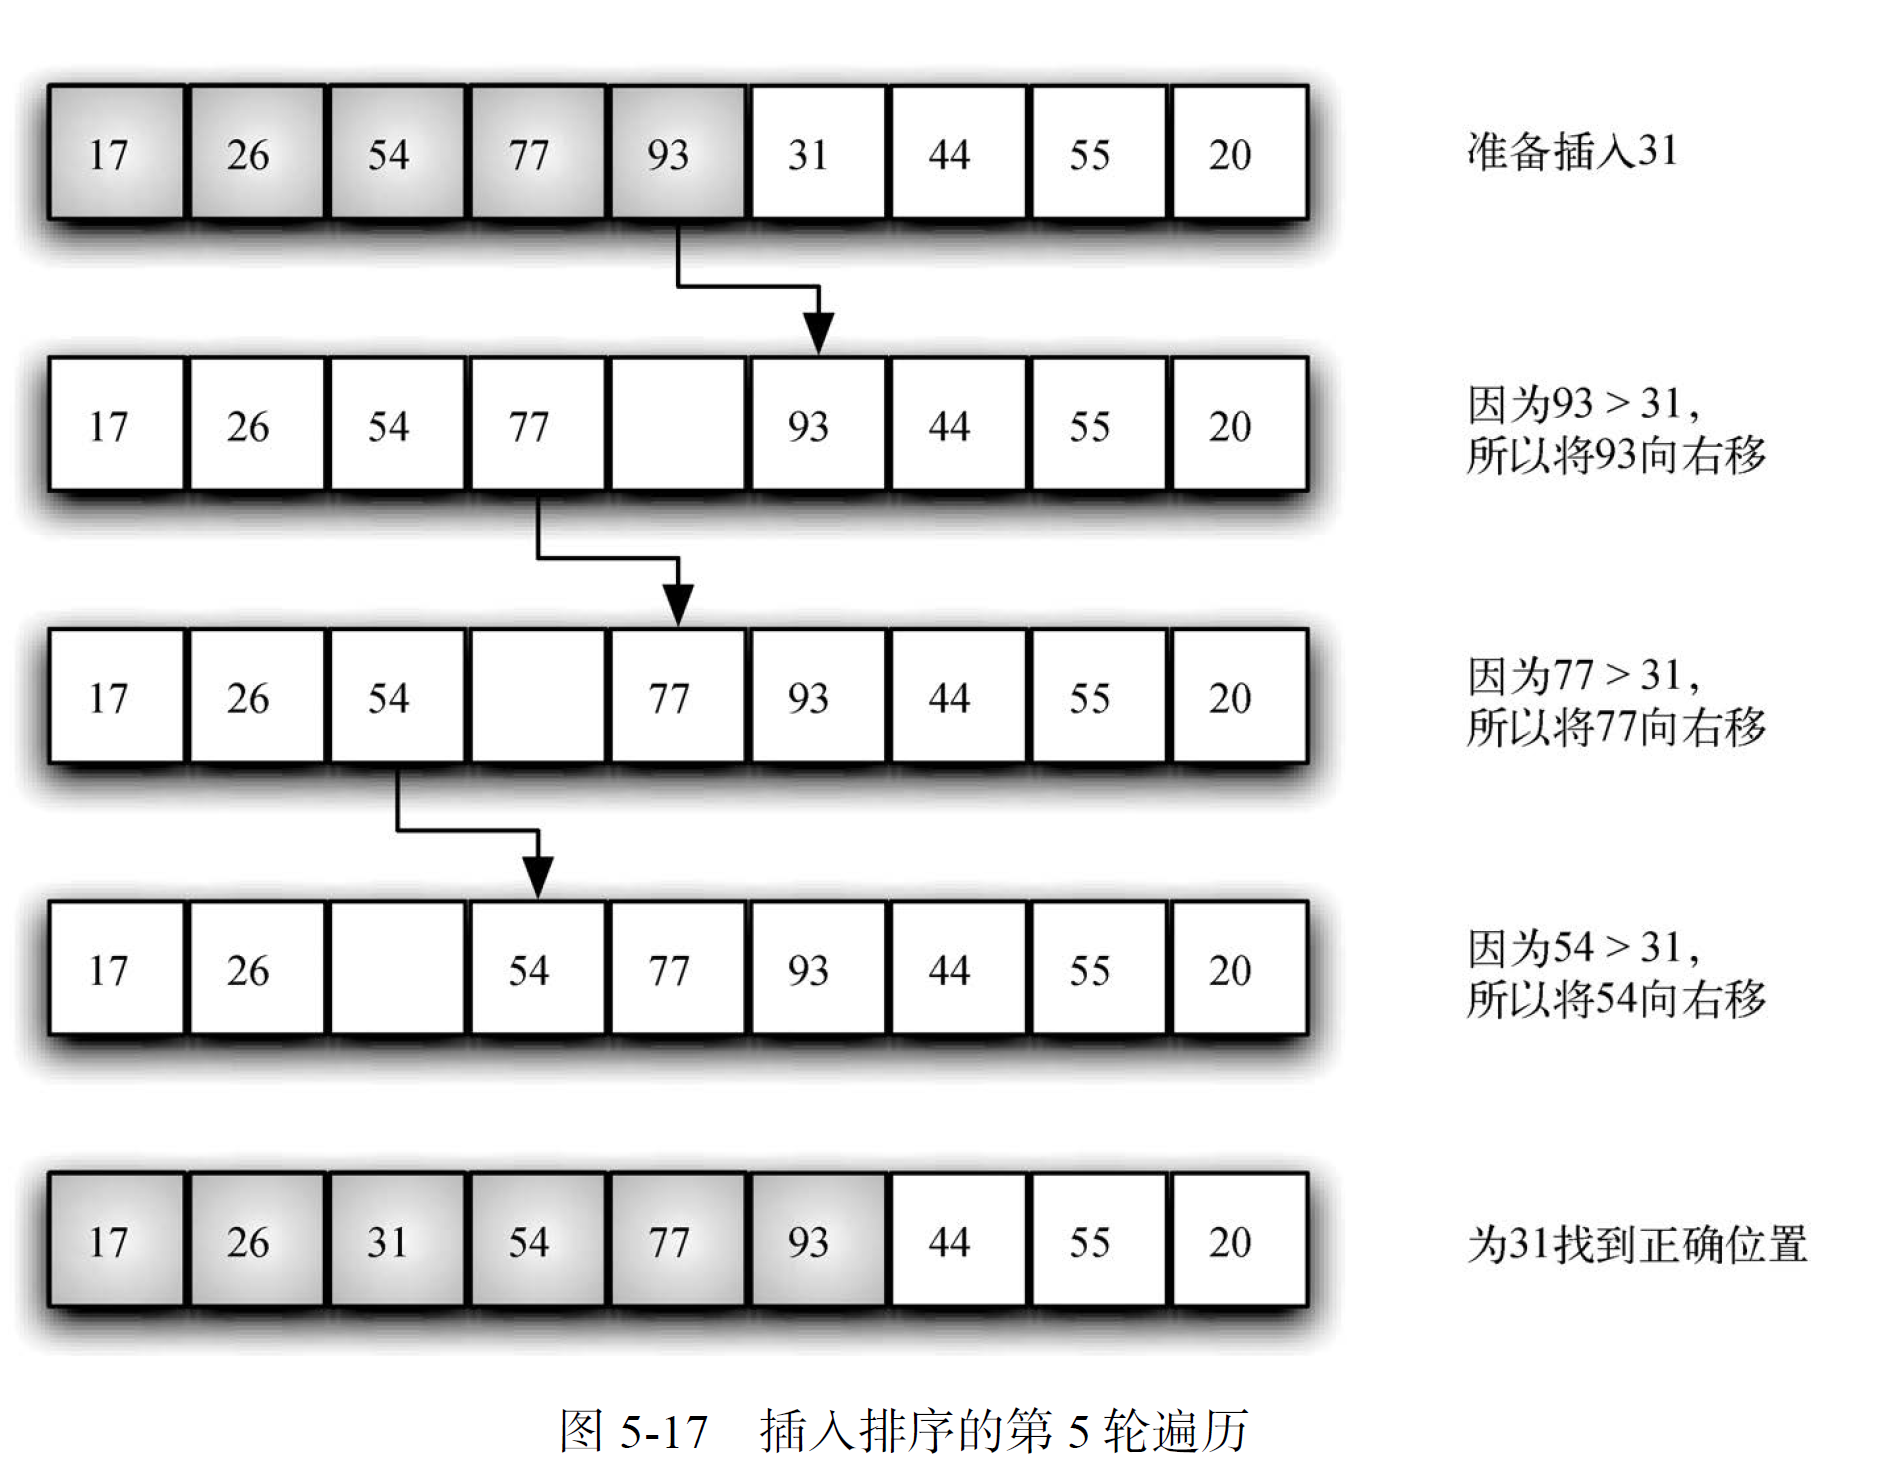 17 26 54 77 93 31 44 55 20
准备插入31
17 26 54 77 93 44 55 20
因为93 > 31，
所以将93向右移
17 26 54 77 93 44 55 20
因为77 > 31，
所以将77向右移
17 26 54 77 93 44 55 20
因为54 > 31，
所以将54向右移
17 26 31 54 77 93 44 55 20
为31找到正确位置
图 5-17 插入排序的第 5 轮遍历